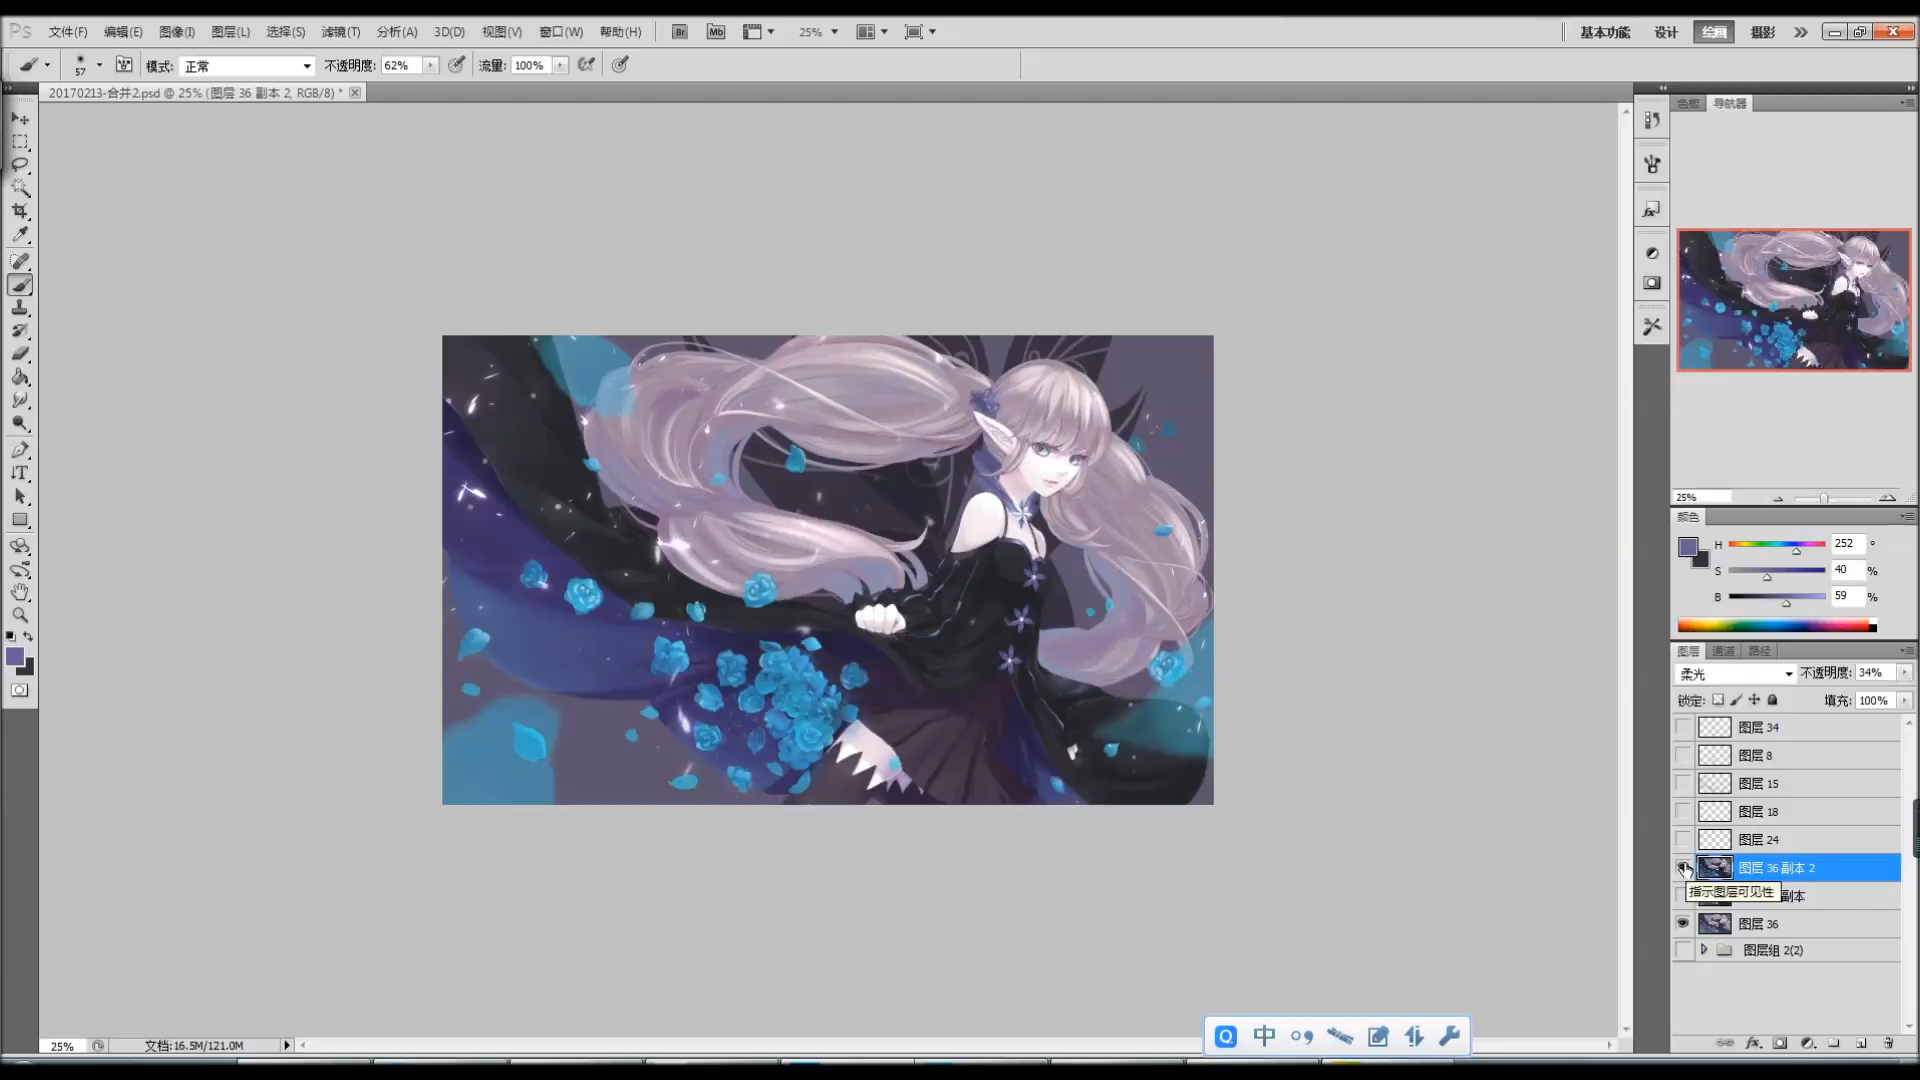 Ps 文件(F) 编辑(E) 图像(I) 图层(L) 选择(S) 滤镜(T) 分析(A) 3D(D) 视图(V) 窗口(W) 帮助(H) Br Mb 25% 基本功能 设计 绘画 摄影
57 模式: 正常 不透明度: 62% 流量: 100%
20170213-合并2.psd @ 25% (图层 36 副本 2, RGB/8) *
色板 导航器
25%
颜色
H 252 °
S 40 %
B 59 %
图层 通道 路径
柔光 不透明度: 34%
锁定: 填充: 100%
图层 34
图层 8
图层 15
图层 18
图层 24
图层 36 副本 2
指示图层可见性 副本
图层 36
图层组 2(2)
中
25% 文档:16.5M/121.0M